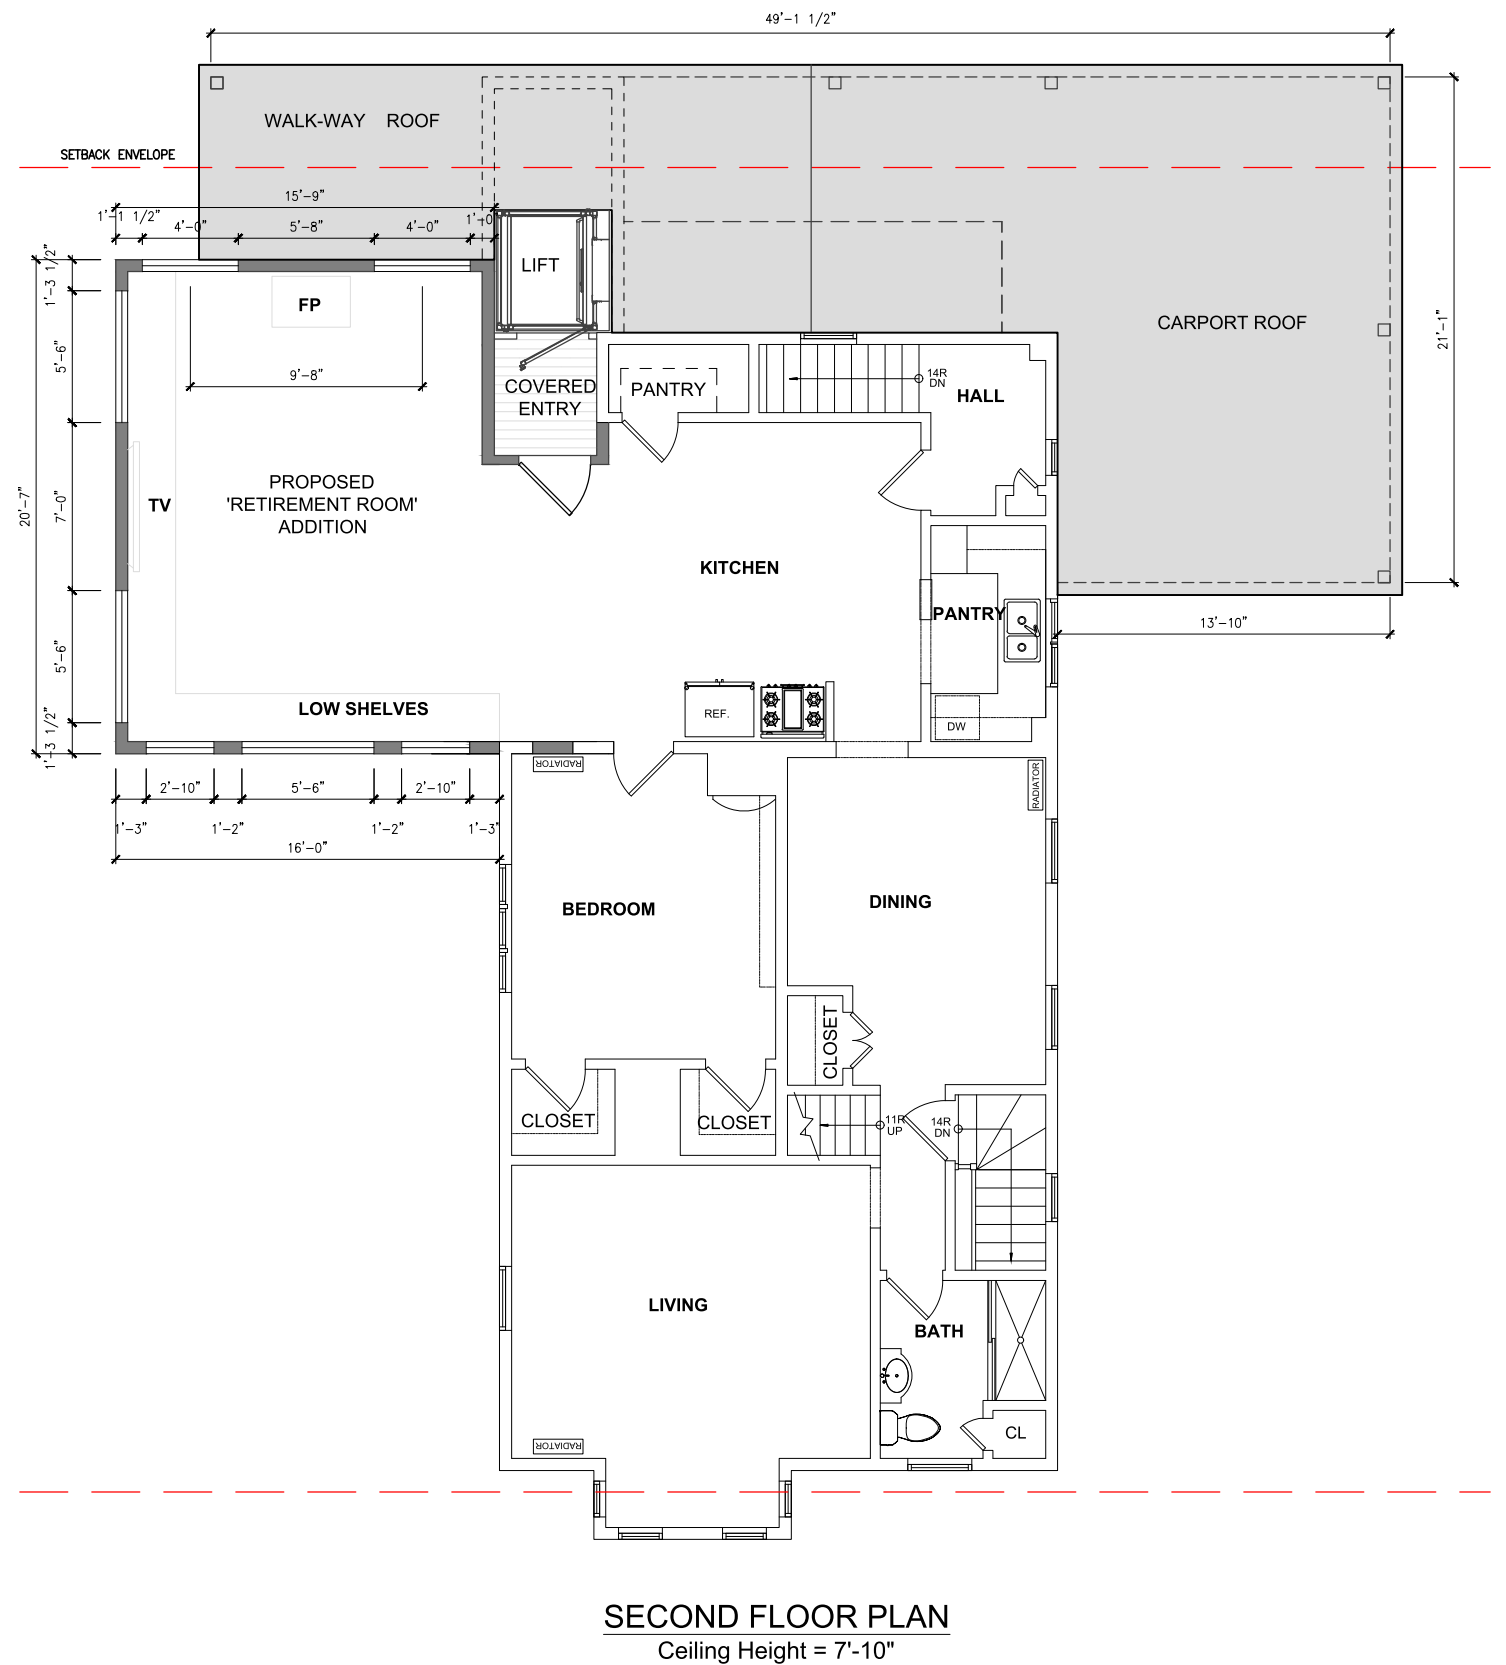 49'-1 1/2"
WALK-WAY ROOF
SETBACK ENVELOPE
15'-9"
1'-1 1/2"
4'-0"
5'-8"
4'-0"
1'-0
1'-3 1/2"
LIFT
FP
CARPORT ROOF
21'-1"
5'-6"
9'-8"
COVERED
ENTRY
PANTRY
14R
DN
HALL
PROPOSED
'RETIREMENT ROOM'
ADDITION
TV
7'-0"
20'-7"
KITCHEN
PANTRY
13'-10"
5'-6"
LOW SHELVES
REF.
DW
1'-3 1/2"
RADIATOR
RADIATOR
2'-10"
5'-6"
2'-10"
1'-3"
1'-2"
1'-2"
1'-3"
16'-0"
BEDROOM
DINING
CLOSET
CLOSET
CLOSET
11R
UP
14R
DN
LIVING
BATH
RADIATOR
CL
SECOND FLOOR PLAN
Ceiling Height = 7'-10"